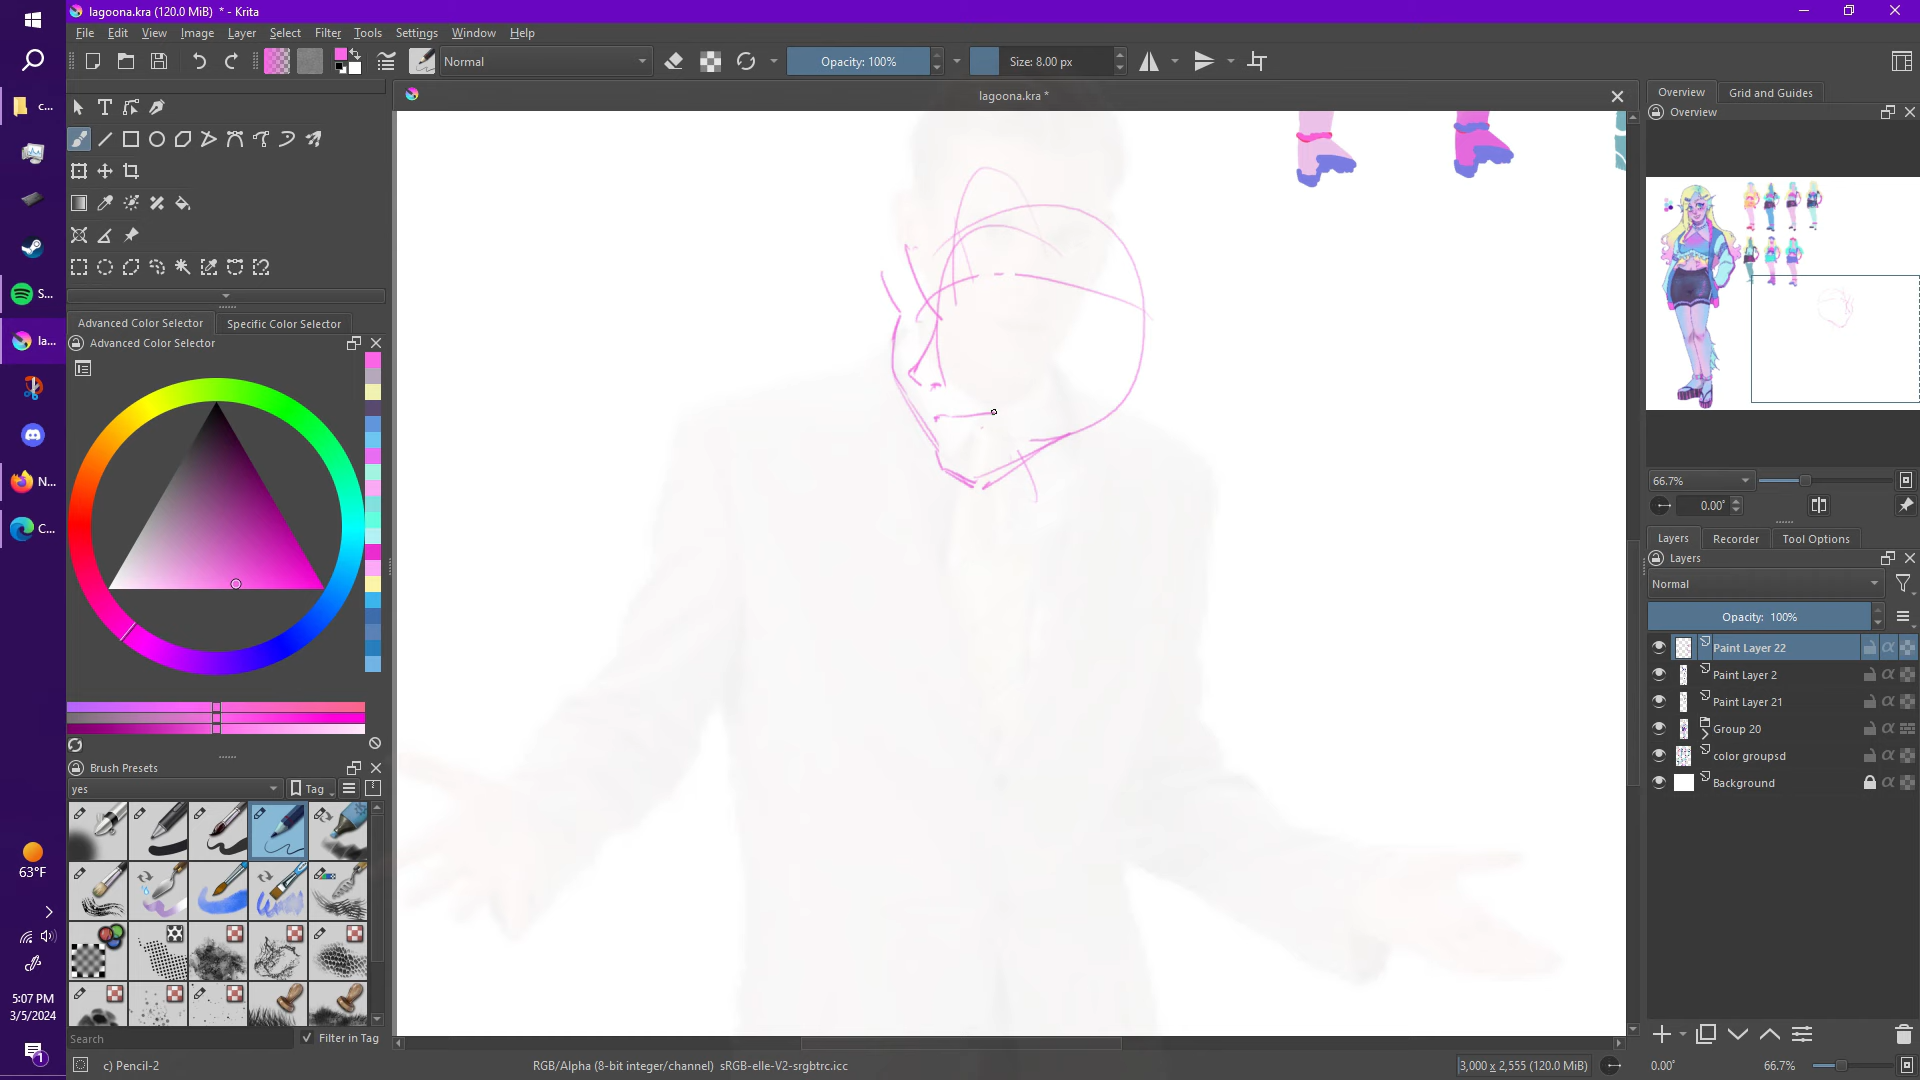 lagoona.kra (120.0 MiB) * - Krita
File Edit View Image Layer Select Filter Tools Settings Window Help
Normal
Opacity: 100%
Size: 8.00 px
lagoona.kra *
c...
S...
la...
N...
C...
63°F
5:07 PM
3/5/2024
1
Advanced Color Selector
Specific Color Selector
Advanced Color Selector
Brush Presets
yes
Tag
Search
Filter in Tag
c) Pencil-2
RGB/Alpha (8-bit integer/channel) sRGB-elle-V2-srgbtrc.icc
3,000 x 2,555 (120.0 MiB)
0.00°
66.7%
Overview
Grid and Guides
Overview
66.7%
0.00°
Layers
Recorder
Tool Options
Layers
Normal
Opacity: 100%
Paint Layer 22
Paint Layer 2
Paint Layer 21
Group 20
color groupsd
Background